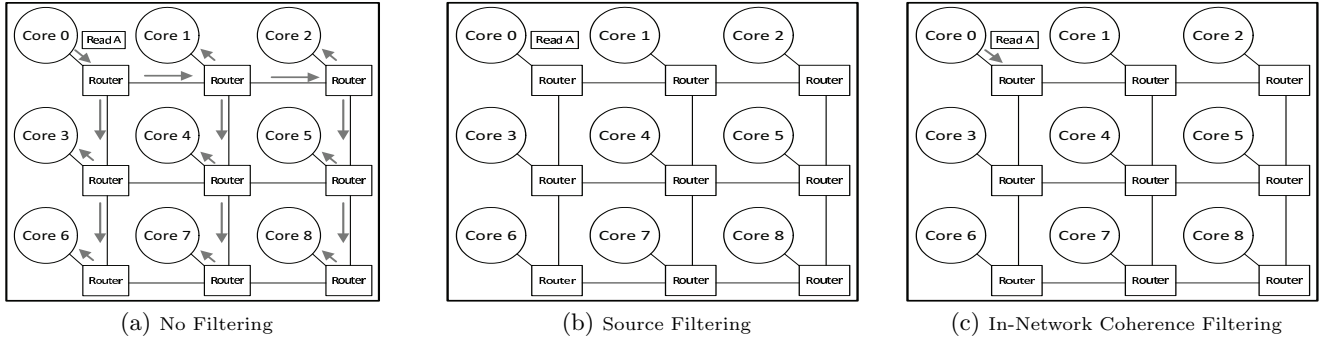 Core 0
Read A
Core 1
Core 2
Router
Router
Router
Core 3
Core 4
Core 5
Router
Router
Router
Core 6
Core 7
Core 8
Router
Router
Router
(a) No Filtering
Core 0
Read A
Core 1
Core 2
Router
Router
Router
Core 3
Core 4
Core 5
Router
Router
Router
Core 6
Core 7
Core 8
Router
Router
Router
(b) Source Filtering
Core 0
Read A
Core 1
Core 2
Router
Router
Router
Core 3
Core 4
Core 5
Router
Router
Router
Core 6
Core 7
Core 8
Router
Router
Router
(c) In-Network Coherence Filtering